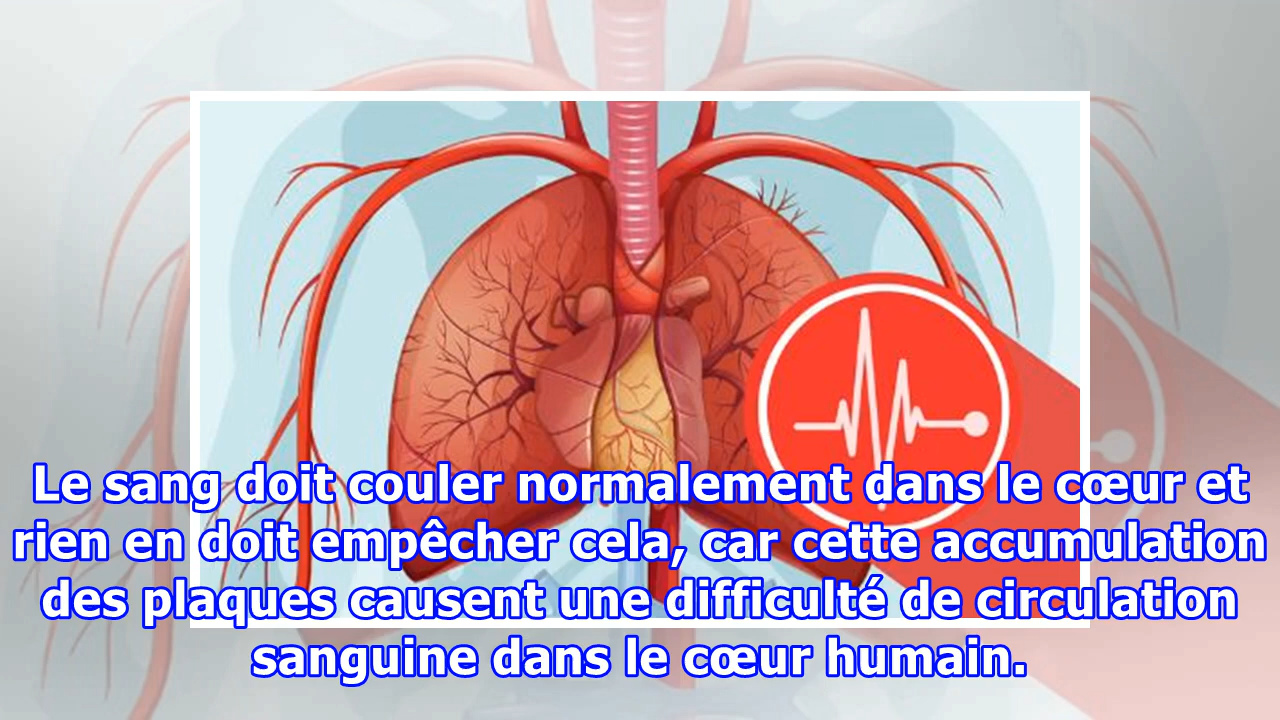 Le sang doit couler normalement dans le cœur et
rien en doit empêcher cela, car cette accumulation
des plaques causent une difficulté de circulation
sanguine dans le cœur humain.